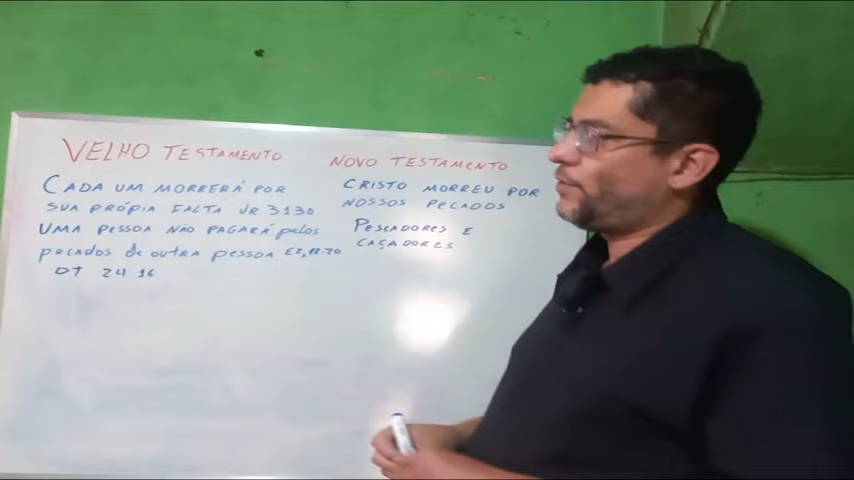 VELHO TESTAMENTO
CADA UM MORRERÁ POR
SUA PRÓPIA FALTA JR 31:30
UMA PESSOA NÃO PAGARÁ pelos
pecados de outra pessoa EZ, 18.20
DT 24 16
NOVO TESTAMENTO
CRISTO MORREU POR
NOSSOS PECADOS
PESCADORES E
CAÇADORES